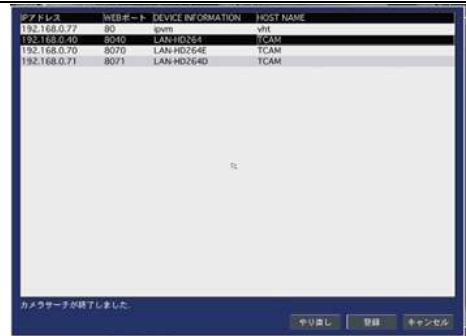 IPアドレス WEBポート DEVICE INFORMATION HOST NAME
192.168.0.77 80 ipvm vht
192.168.0.40 8040 LAN-HD264 TCAM
192.168.0.70 8070 LAN-HD264E TCAM
192.168.0.71 8071 LAN-HD264D TCAM
カメラサーチが終了しました.
やり直し 登録 キャンセル